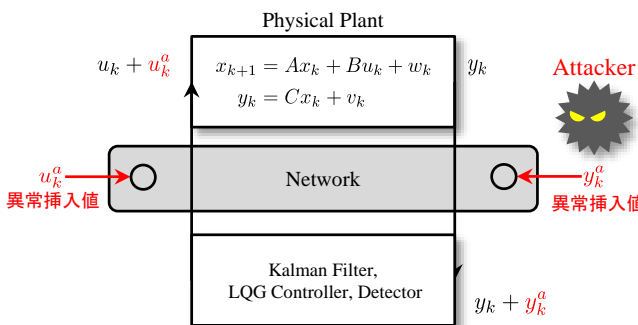 Physical Plant
u_k + u_k^a
x_{k+1} = Ax_k + Bu_k + w_k
y_k = Cx_k + v_k
y_k
Attacker
u_k^a
異常挿入値
Network
y_k^a
異常挿入値
Kalman Filter,
LQG Controller, Detector
y_k + y_k^a